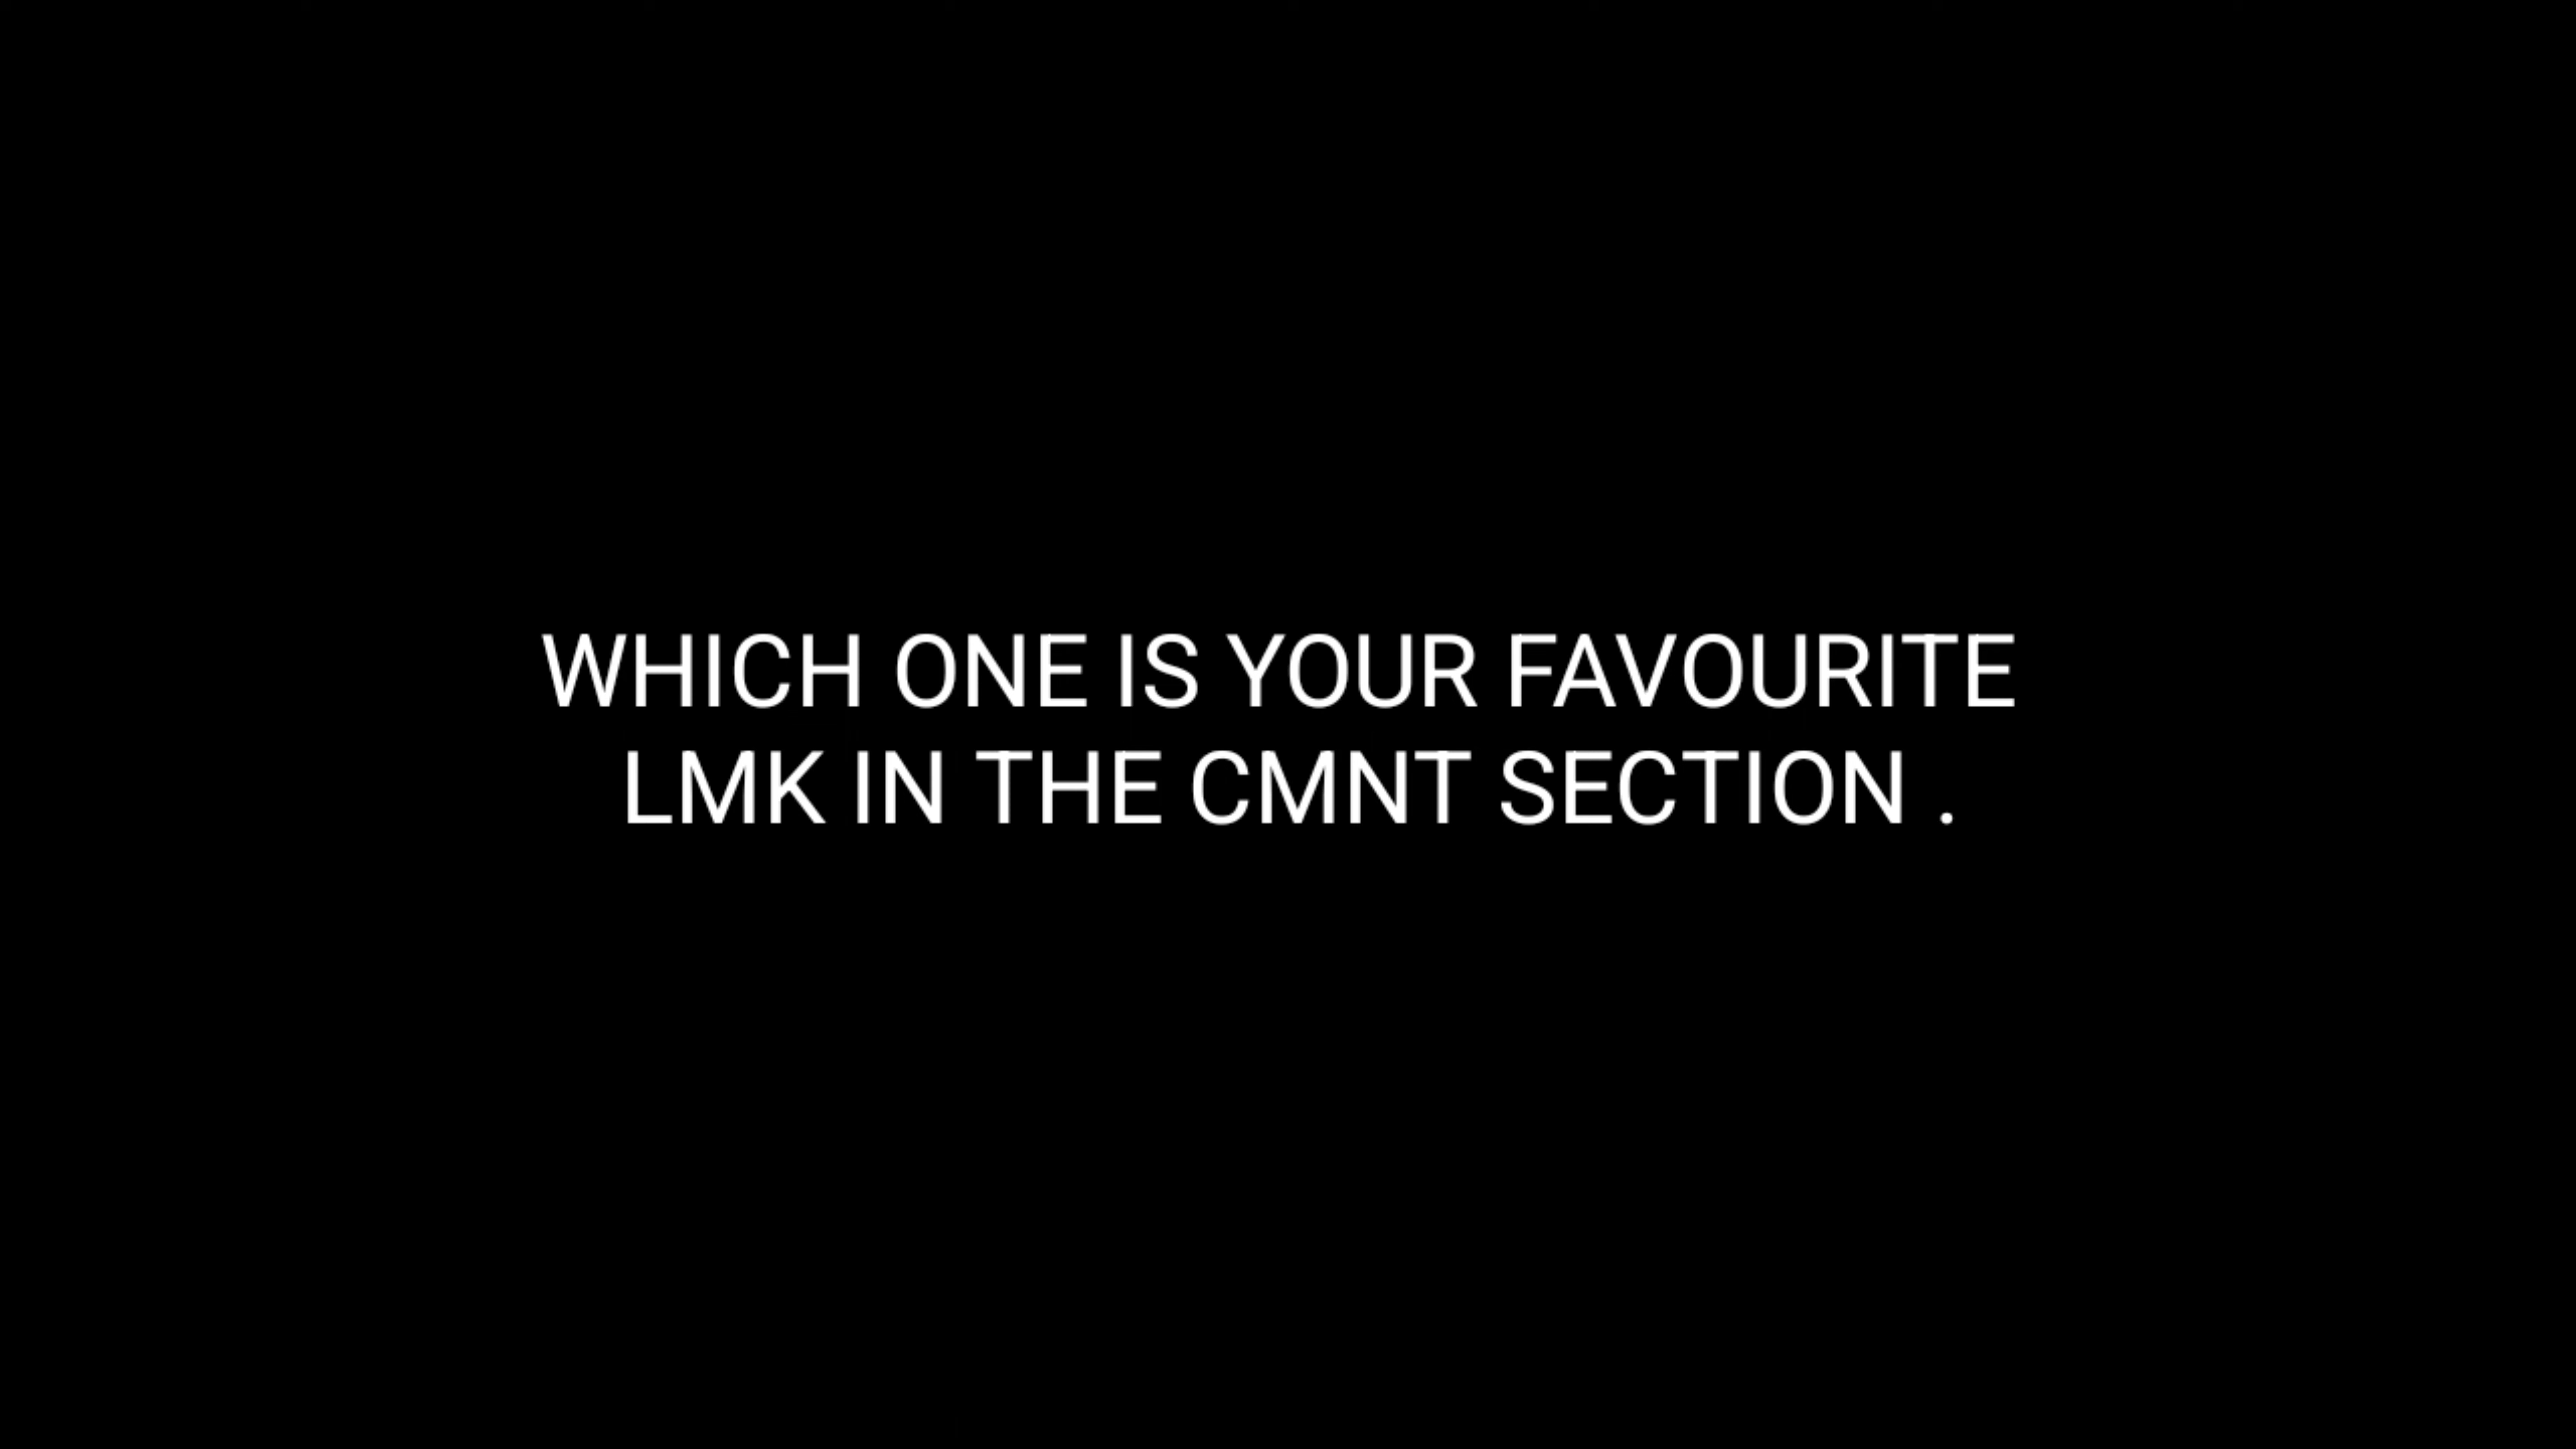 WHICH ONE IS YOUR FAVOURITE
LMK IN THE CMNT SECTION .